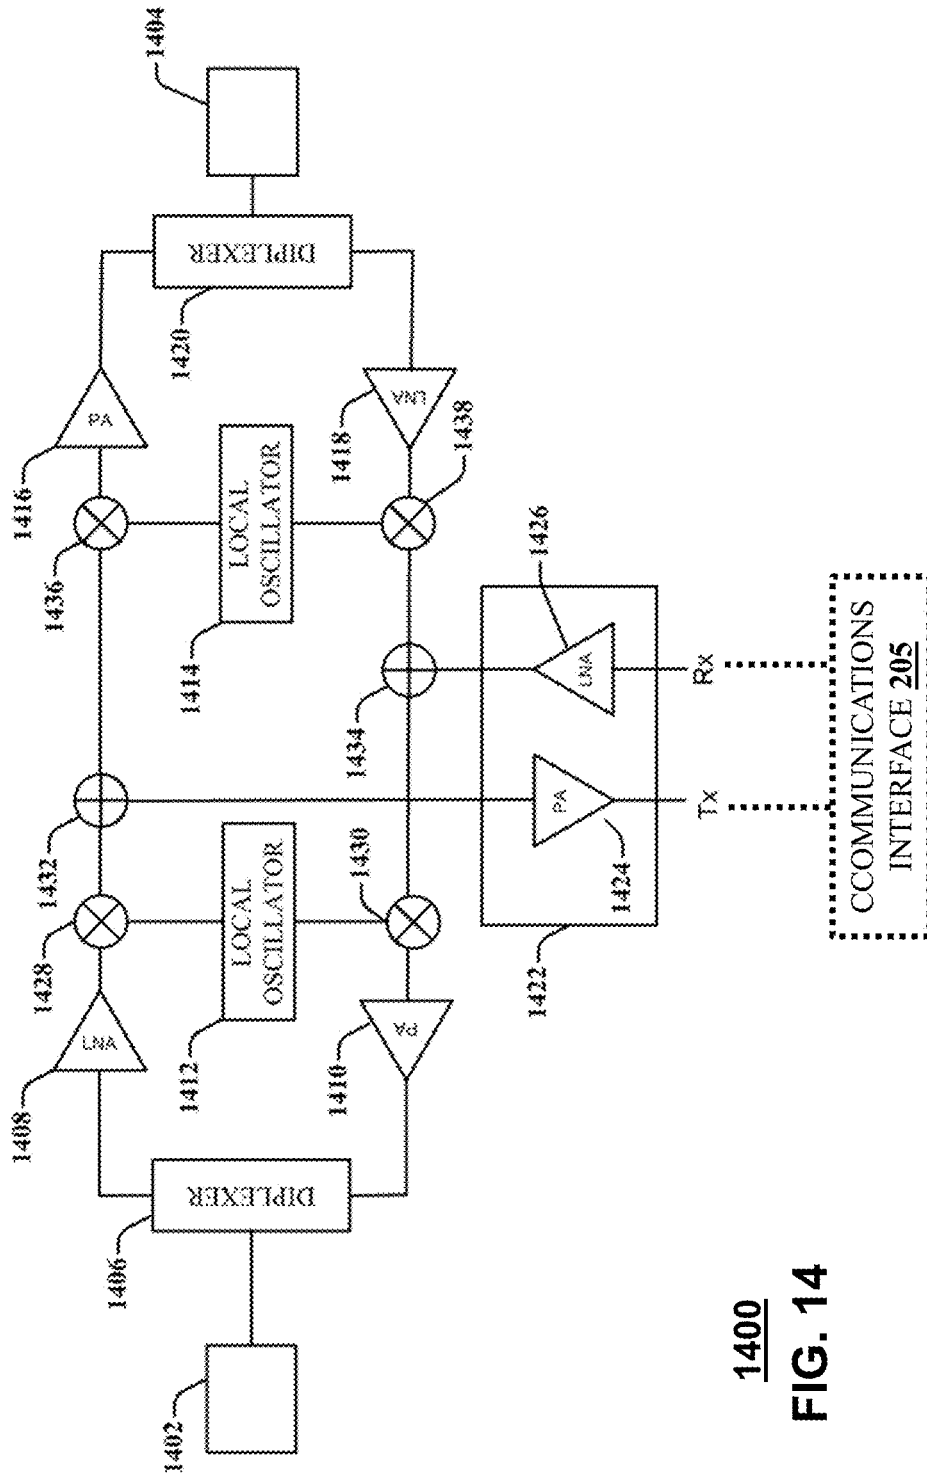 1404
DIPLEXER
1420
PA
1416
LNA
1418
1438
1436
LOCAL
OSCILLATOR
1414
1426
LNA
1434
Rx
1432
PA
1424
Tx
1422
1428
LOCAL
OSCILLATOR
1412
1430
LNA
1408
PA
1410
DIPLEXER
1406
1402
CCOMMUNICATIONS
INTERFACE 205
1400
FIG. 14